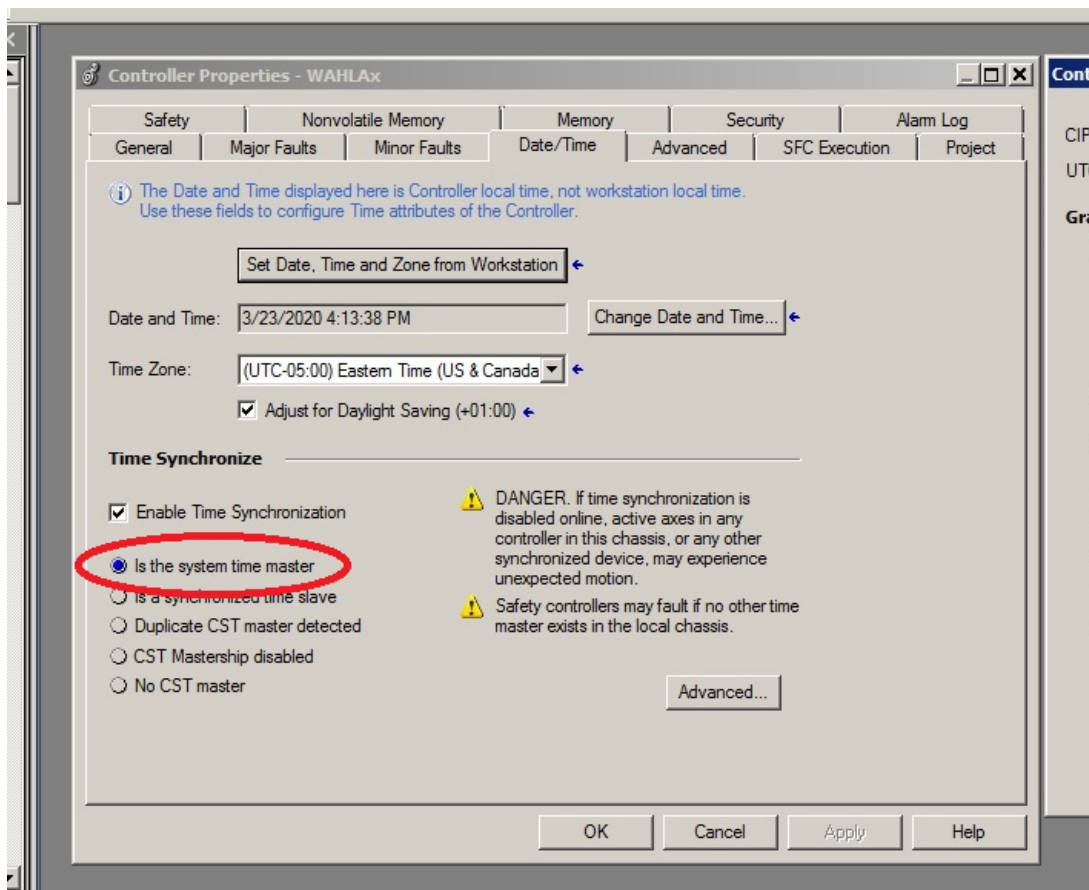 Controller Properties - WAHLAx
Cont
Safety Nonvolatile Memory Memory Security Alarm Log
General Major Faults Minor Faults Date/Time Advanced SFC Execution Project
CIP
The Date and Time displayed here is Controller local time, not workstation local time.
UT
Use these fields to configure Time attributes of the Controller.
Gra
Set Date, Time and Zone from Workstation
Date and Time: 3/23/2020 4:13:38 PM Change Date and Time...
Time Zone: (UTC-05:00) Eastern Time (US & Canada
Adjust for Daylight Saving (+01:00)
Time Synchronize
Enable Time Synchronization
DANGER. If time synchronization is
disabled online, active axes in any
controller in this chassis, or any other
synchronized device, may experience
unexpected motion.
Is the system time master
Is a synchronized time slave
Safety controllers may fault if no other time
master exists in the local chassis.
Duplicate CST master detected
CST Mastership disabled
No CST master
Advanced...
OK Cancel Apply Help